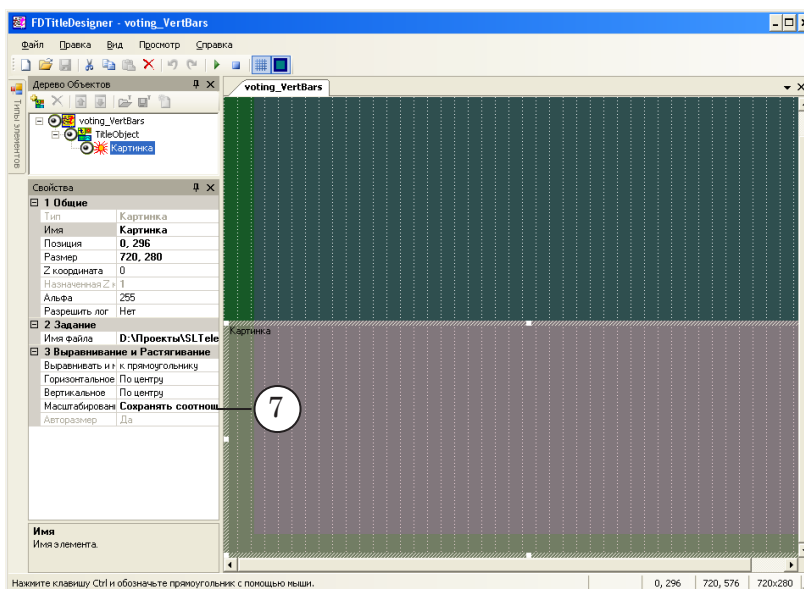 FDTitleDesigner - voting_VertBars
Файл Правка Вид Просмотр Справка
Дерево Объектов
voting_VertBars
Типы элементов
voting_VertBars
TitleObject
Картинка
Свойства
1 Общие
Тип Картинка
Имя Картинка
Позиция 0, 296
Размер 720, 280
Z координата 0
Назначенная Z к 1
Альфа 255
Разрешить лог Нет
2 Задание
Имя файла D:\Проекты\SLTele
3 Выравнивание и Растягивание
Выравнивать и н к прямоугольнику
Горизонтальное По центру
Вертикальное По центру
Масштабирован Сохранять соотнош
Авторазмер Да
Картинка
7
Имя
Имя элемента.
Нажмите клавишу Ctrl и обозначьте прямоугольник с помощью мыши.
0, 296 720, 576 720x280